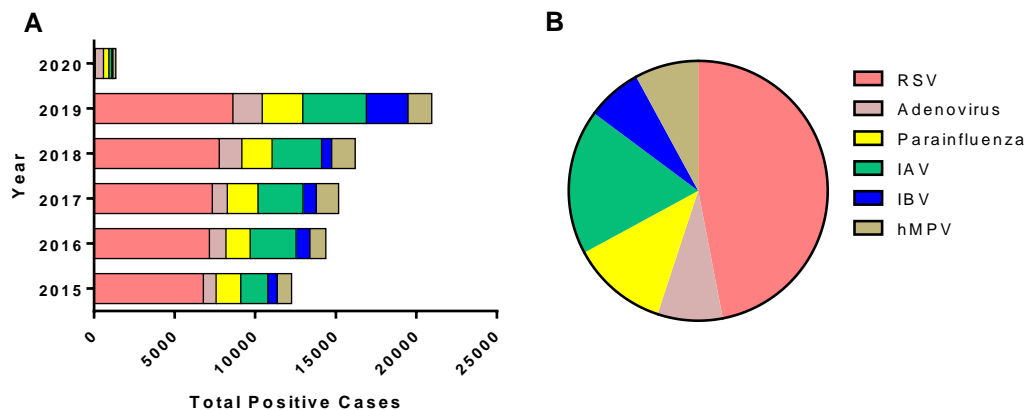 A
2020
2019
2018
2017
2016
2015
Year
0
5000
10000
15000
20000
25000
Total Positive Cases
B
RSV
Adenovirus
Parainfluenza
IAV
IBV
hMPV